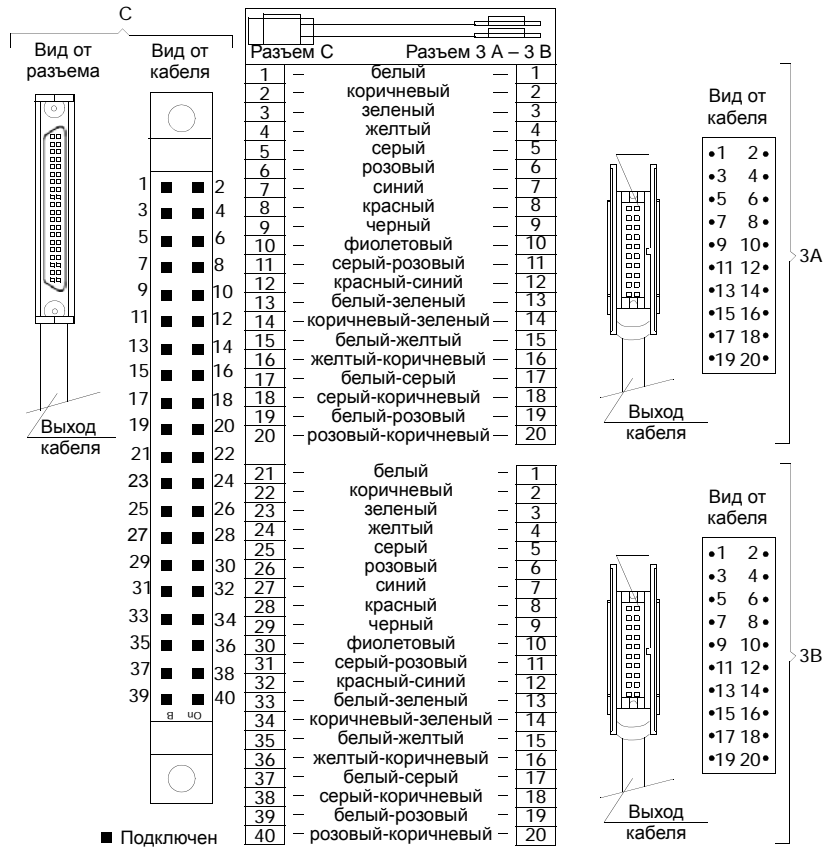 C
Вид от
разъема
Вид от
кабеля
Разъем C Разъем 3 A – 3 B
1 – белый – 1
2 – коричневый – 2
3 – зеленый – 3
4 – желтый – 4
5 – серый – 5
6 – розовый – 6
7 – синий – 7
8 – красный – 8
9 – черный – 9
10 – фиолетовый – 10
11 – серый-розовый – 11
12 – красный-синий – 12
13 – белый-зеленый – 13
14 – коричневый-зеленый – 14
15 – белый-желтый – 15
16 – желтый-коричневый – 16
17 – белый-серый – 17
18 – серый-коричневый – 18
19 – белый-розовый – 19
20 – розовый-коричневый – 20
21 – белый – 1
22 – коричневый – 2
23 – зеленый – 3
24 – желтый – 4
25 – серый – 5
26 – розовый – 6
27 – синий – 7
28 – красный – 8
29 – черный – 9
30 – фиолетовый – 10
31 – серый-розовый – 11
32 – красный-синий – 12
33 – белый-зеленый – 13
34 – коричневый-зеленый – 14
35 – белый-желтый – 15
36 – желтый-коричневый – 16
37 – белый-серый – 17
38 – серый-коричневый – 18
39 – белый-розовый – 19
40 – розовый-коричневый – 20
1 2
3 4
5 6
7 8
9 10
11 12
13 14
15 16
17 18
19 20
21 22
23 24
25 26
27 28
29 30
31 32
33 34
35 36
37 38
39 40
B On
Выход
кабеля
■ Подключен
Вид от
кабеля
•1 2•
•3 4•
•5 6•
•7 8•
•9 10•
•11 12•
•13 14•
•15 16•
•17 18•
•19 20•
3A
Выход
кабеля
Вид от
кабеля
•1 2•
•3 4•
•5 6•
•7 8•
•9 10•
•11 12•
•13 14•
•15 16•
•17 18•
•19 20•
3B
Выход
кабеля